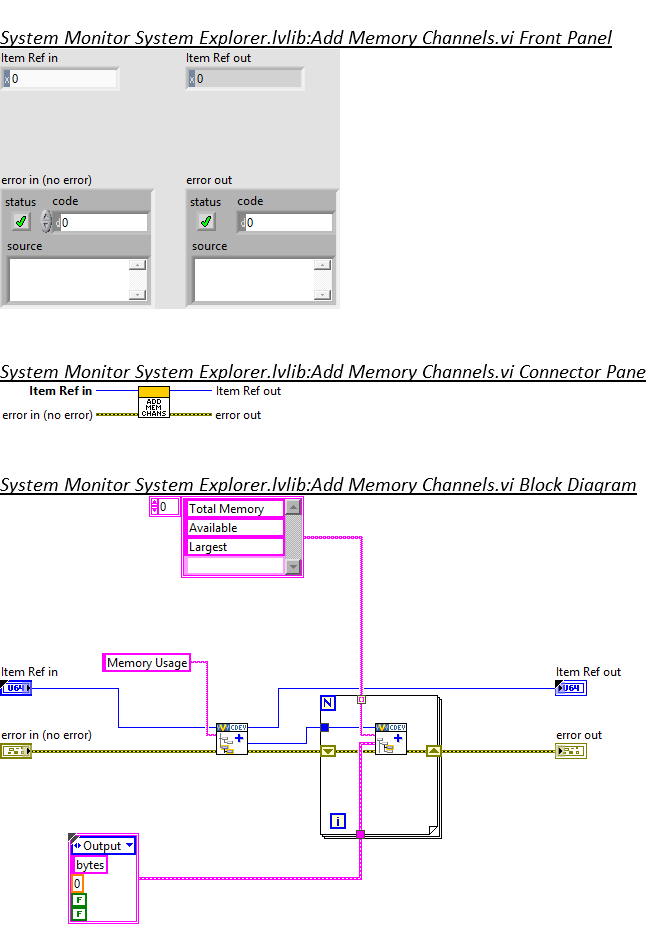 System Monitor System Explorer.lvlib:Add Memory Channels.vi Front Panel
Item Ref in
Item Ref out
x 0
x 0
error in (no error)
error out
status
code
status
code
d 0
d 0
source
source
System Monitor System Explorer.lvlib:Add Memory Channels.vi Connector Pane
Item Ref in
Item Ref out
ADD
MEM
CHANS
error in (no error)
error out
System Monitor System Explorer.lvlib:Add Memory Channels.vi Block Diagram
0
Total Memory
Available
Largest
Memory Usage
Item Ref in
Item Ref out
U64
U64
N
CDEV
CDEV
error in (no error)
error out
i
Output
bytes
0
F
F